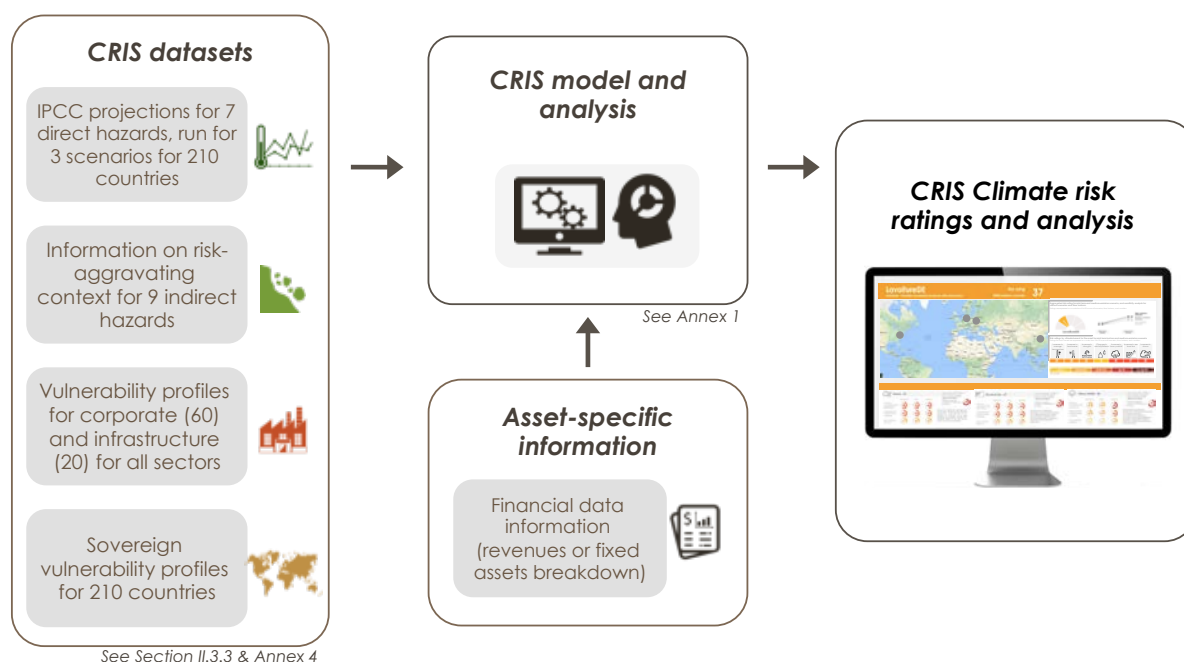 CRIS datasets
IPCC projections for 7
direct hazards, run for
3 scenarios for 210
countries
Information on risk-
aggravating
context for 9 indirect
hazards
Vulnerability profiles
for corporate (60)
and infrastructure
(20) for all sectors
Sovereign
vulnerability profiles
for 210 countries
See Section II.3.3 & Annex 4
CRIS model and
analysis
See Annex 1
Asset-specific
information
Financial data
information
(revenues or fixed
assets breakdown)
CRIS Climate risk
ratings and analysis
LavoitureDE
37